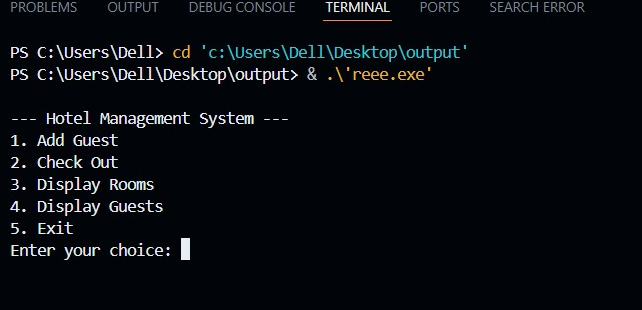 PROBLEMS OUTPUT DEBUG CONSOLE TERMINAL PORTS SEARCH ERROR
PS C:\Users\Dell> cd 'c:\Users\Dell\Desktop\output'
PS C:\Users\Dell\Desktop\output> & .\'reee.exe'
--- Hotel Management System ---
1. Add Guest
2. Check Out
3. Display Rooms
4. Display Guests
5. Exit
Enter your choice: